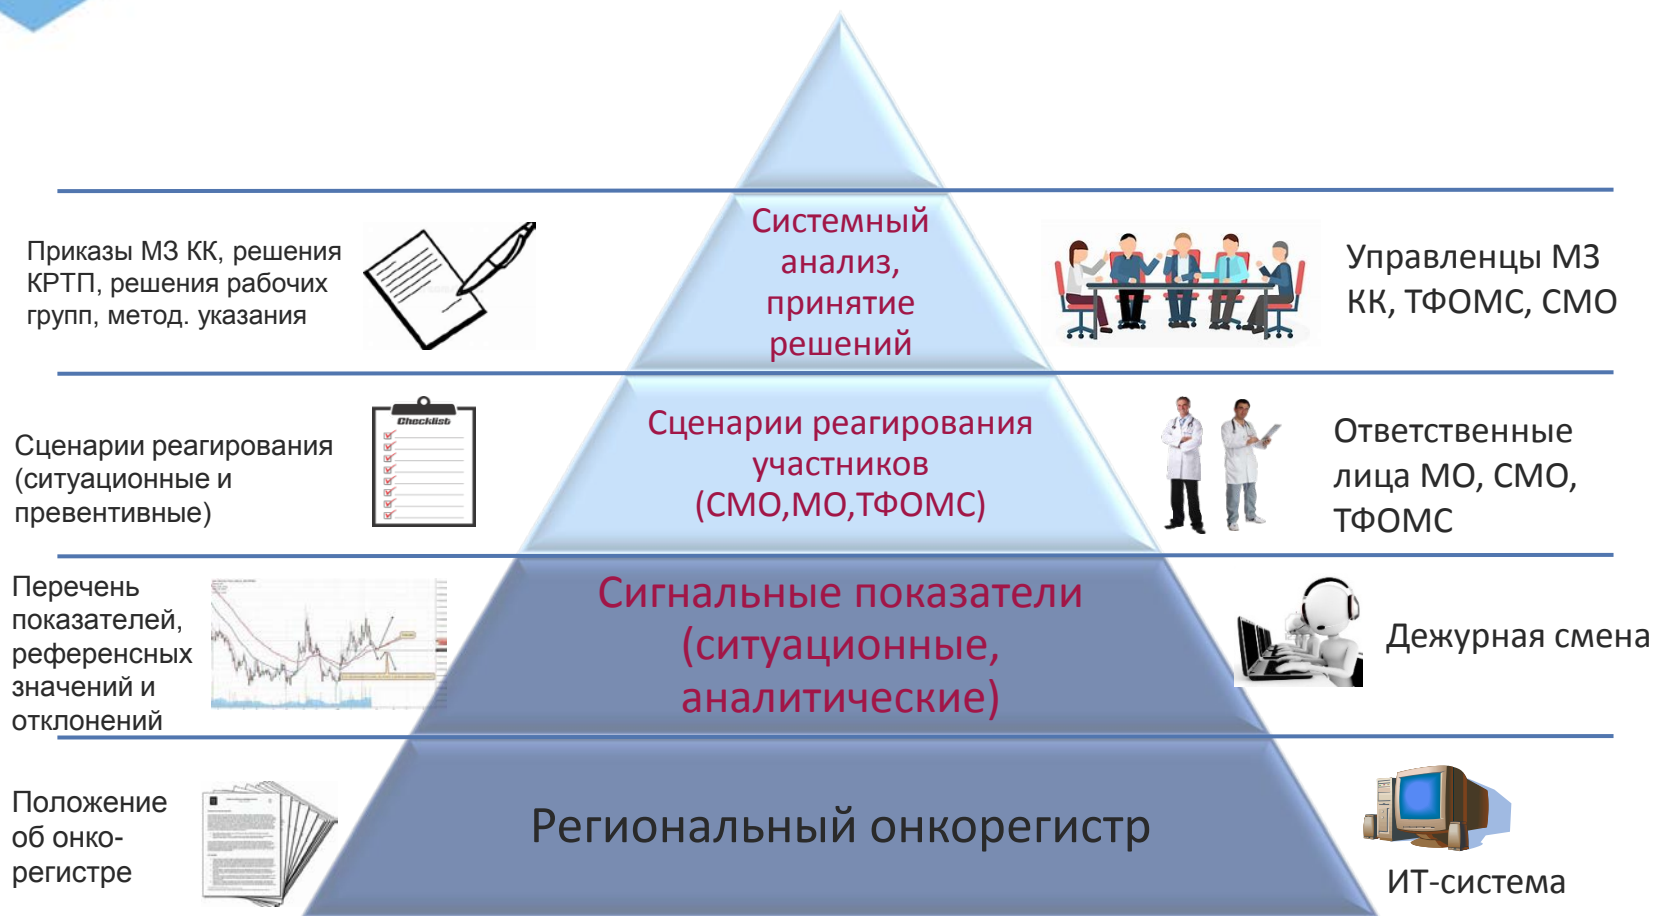 Приказы МЗ КК, решения
КРТП, решения рабочих
групп, метод. указания
Системный
анализ,
принятие
решений
Управленцы МЗ
КК, ТФОМС, СМО
Сценарии реагирования
(ситуационные и
превентивные)
Checklist
Сценарии реагирования
участников
(СМО,МО,ТФОМС)
Ответственные
лица МО, СМО,
ТФОМС
Перечень
показателей,
референсных
значений и
отклонений
Сигнальные показатели
(ситуационные,
аналитические)
Дежурная смена
Положение
об онко-
регистре
Региональный онкорегистр
ИТ-система